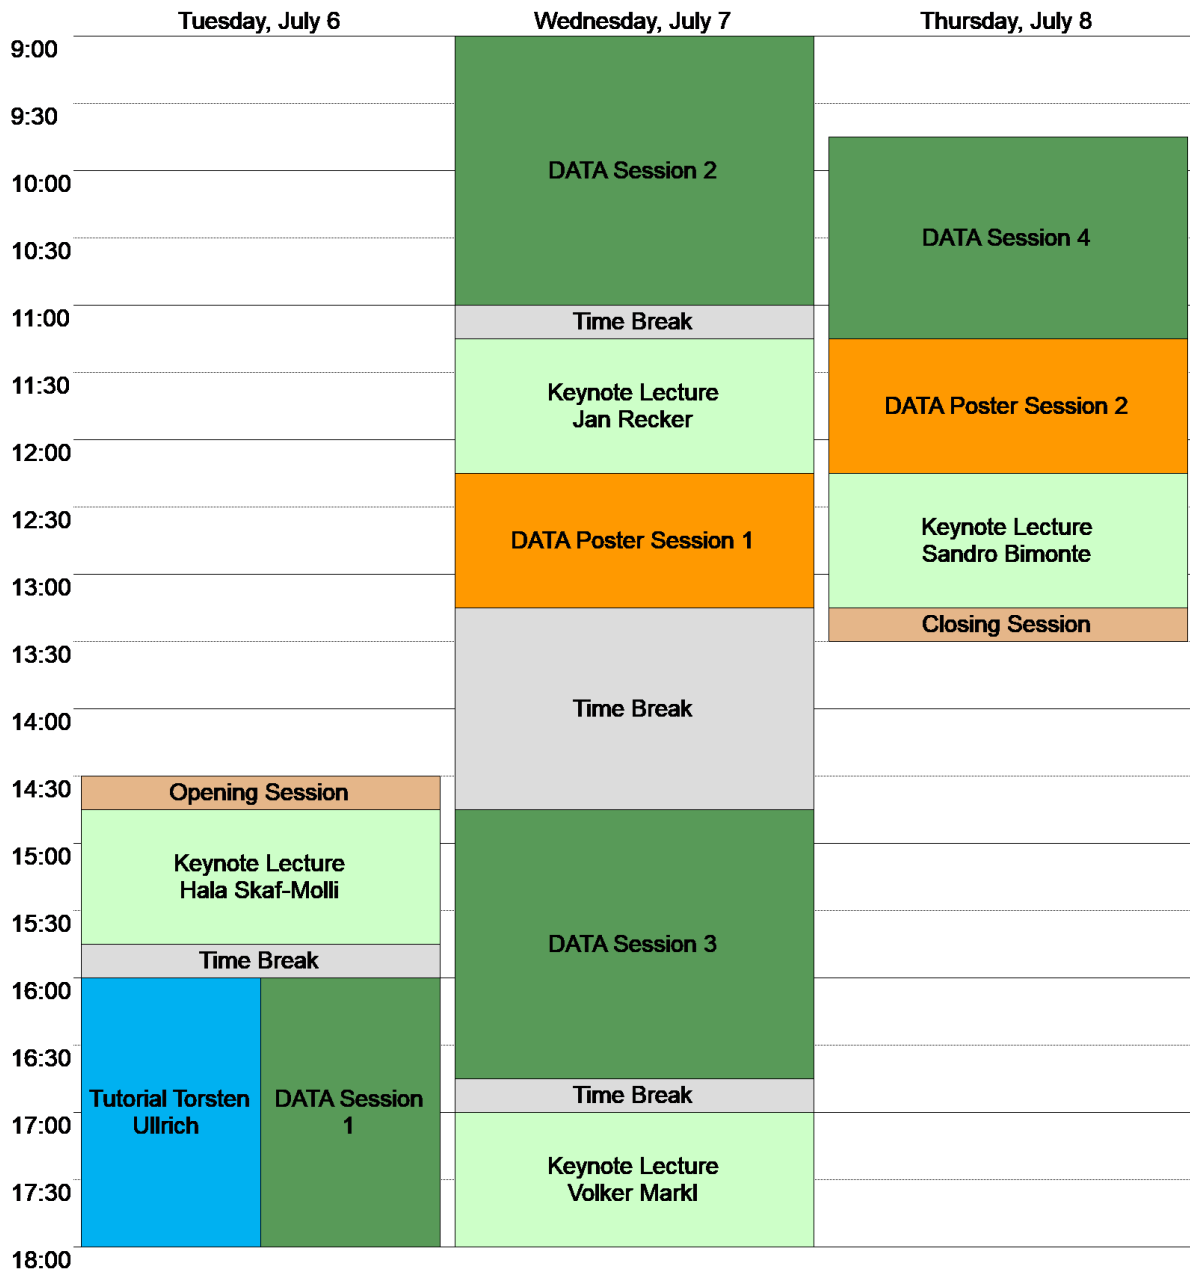 Tuesday, July 6
Wednesday, July 7
Thursday, July 8
9:00
9:30
10:00
10:30
11:00
11:30
12:00
12:30
13:00
13:30
14:00
14:30
15:00
15:30
16:00
16:30
17:00
17:30
18:00
Opening Session
Keynote Lecture
Hala Skaf-Molli
Time Break
Tutorial Torsten
Ullrich
DATA Session
1
DATA Session 2
Time Break
Keynote Lecture
Jan Recker
DATA Poster Session 1
Time Break
DATA Session 3
Time Break
Keynote Lecture
Volker Markl
DATA Session 4
DATA Poster Session 2
Keynote Lecture
Sandro Bimonte
Closing Session